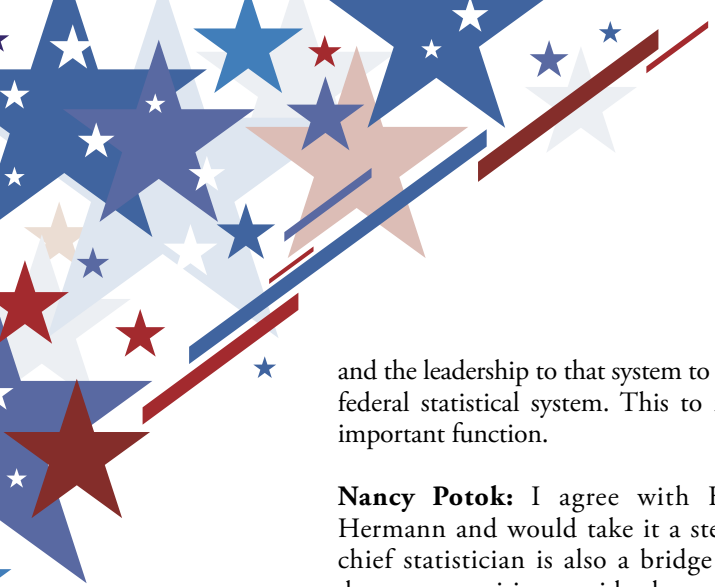 and the leadership to that system to
federal statistical system. This to
important function.
Nancy Potok: I agree with
Hermann and would take it a
chief statistician is also a bridge